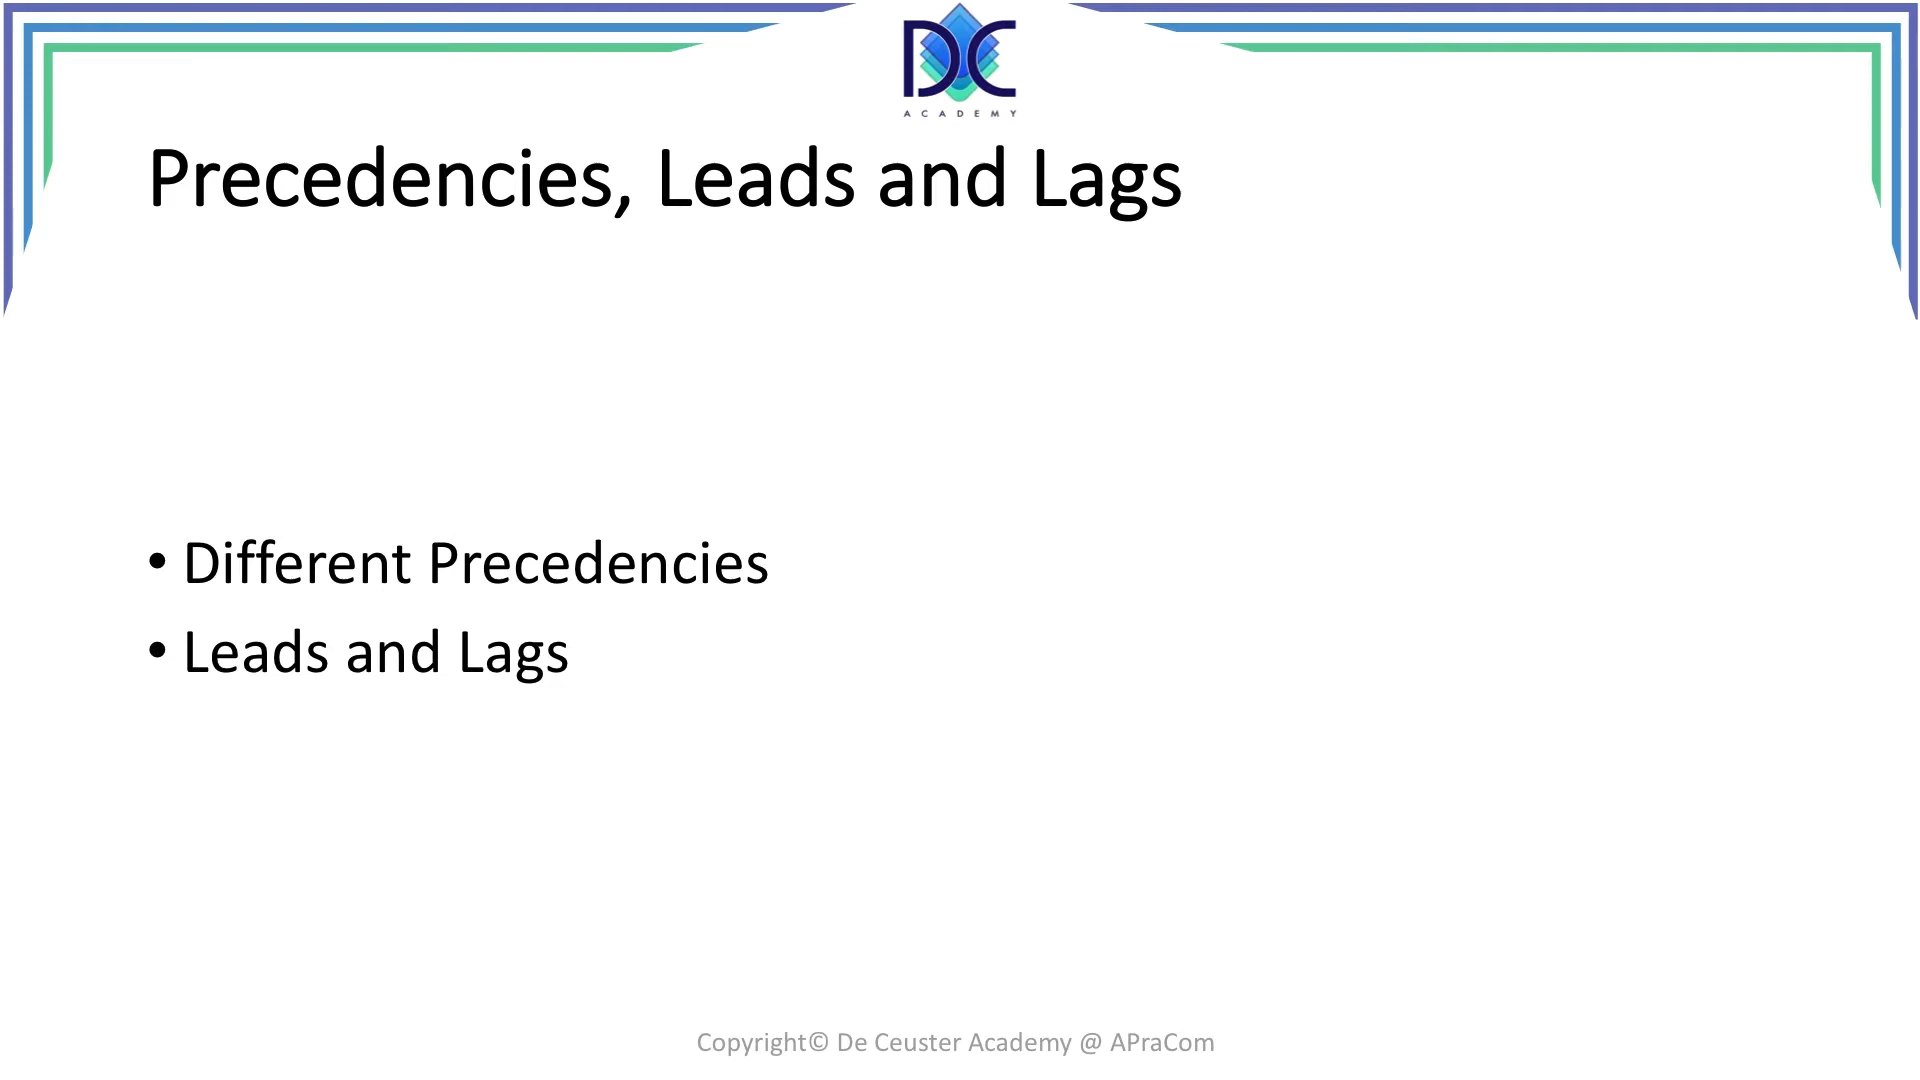 DC
ACADEMY
Precedencies, Leads and Lags
• Different Precedencies
• Leads and Lags
Copyright© De Ceuster Academy @ APraCom